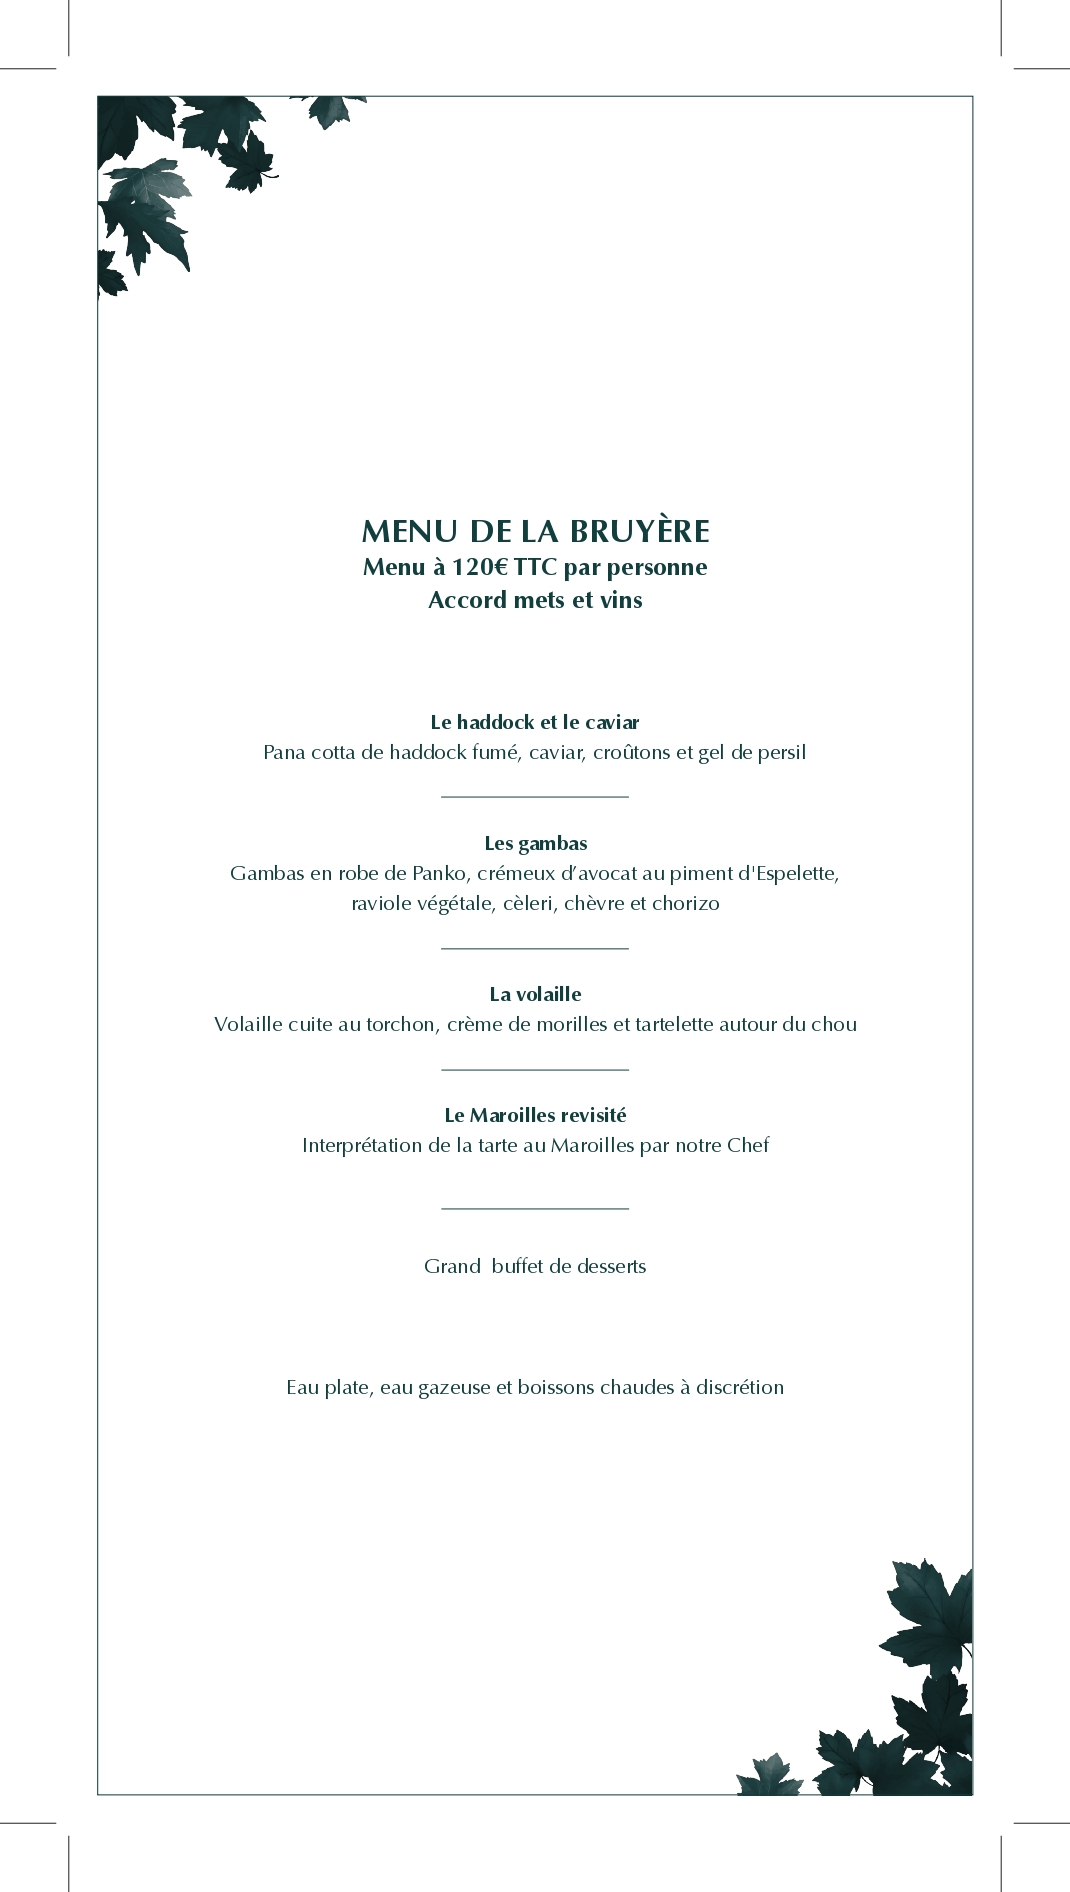 MENU DE LA BRUYÈRE
Menu à 120€ TTC par personne
Accord mets et vins
Le haddock et le caviar
Pana cotta de haddock fumé, caviar, croûtons et gel de persil
Les gambas
Gambas en robe de Panko, crémeux d’avocat au piment d'Espelette,
raviole végétale, cèleri, chèvre et chorizo
La volaille
Volaille cuite au torchon, crème de morilles et tartelette autour du chou
Le Maroilles revisité
Interprétation de la tarte au Maroilles par notre Chef
Grand  buffet de desserts
Eau plate, eau gazeuse et boissons chaudes à discrétion